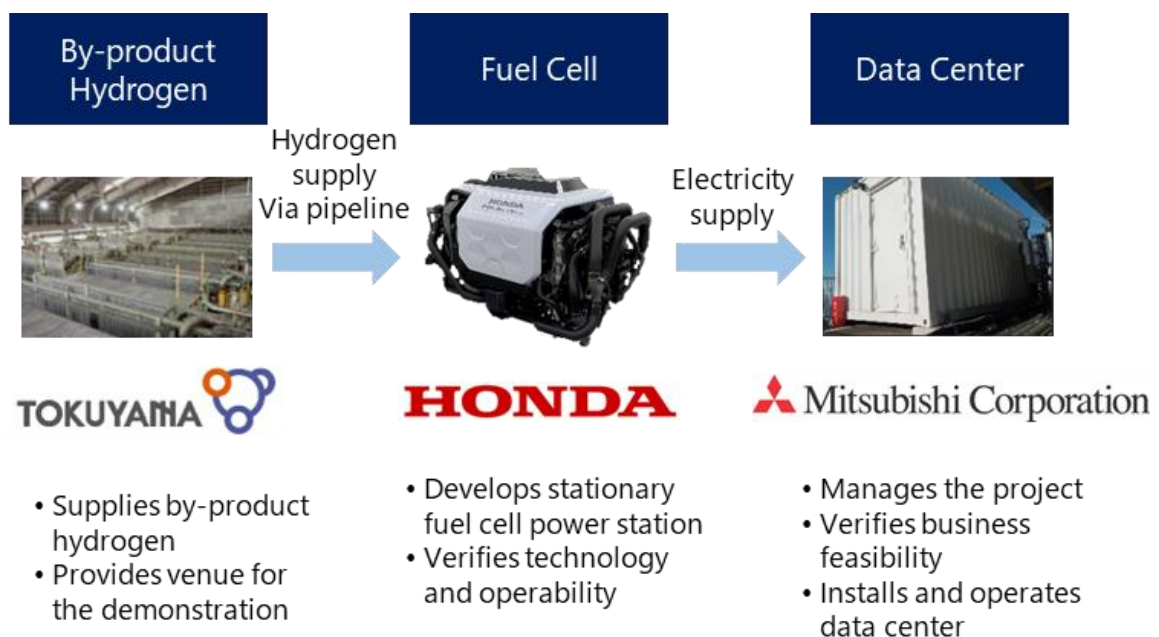 By-product
Hydrogen
Fuel Cell
Data Center
Hydrogen
supply
Via pipeline
Electricity
supply
HONDA
TOKUYAMA
HONDA
Mitsubishi Corporation
• Supplies by-product
hydrogen
• Provides venue for
the demonstration
• Develops stationary
fuel cell power station
• Verifies technology
and operability
• Manages the project
• Verifies business
feasibility
• Installs and operates
data center